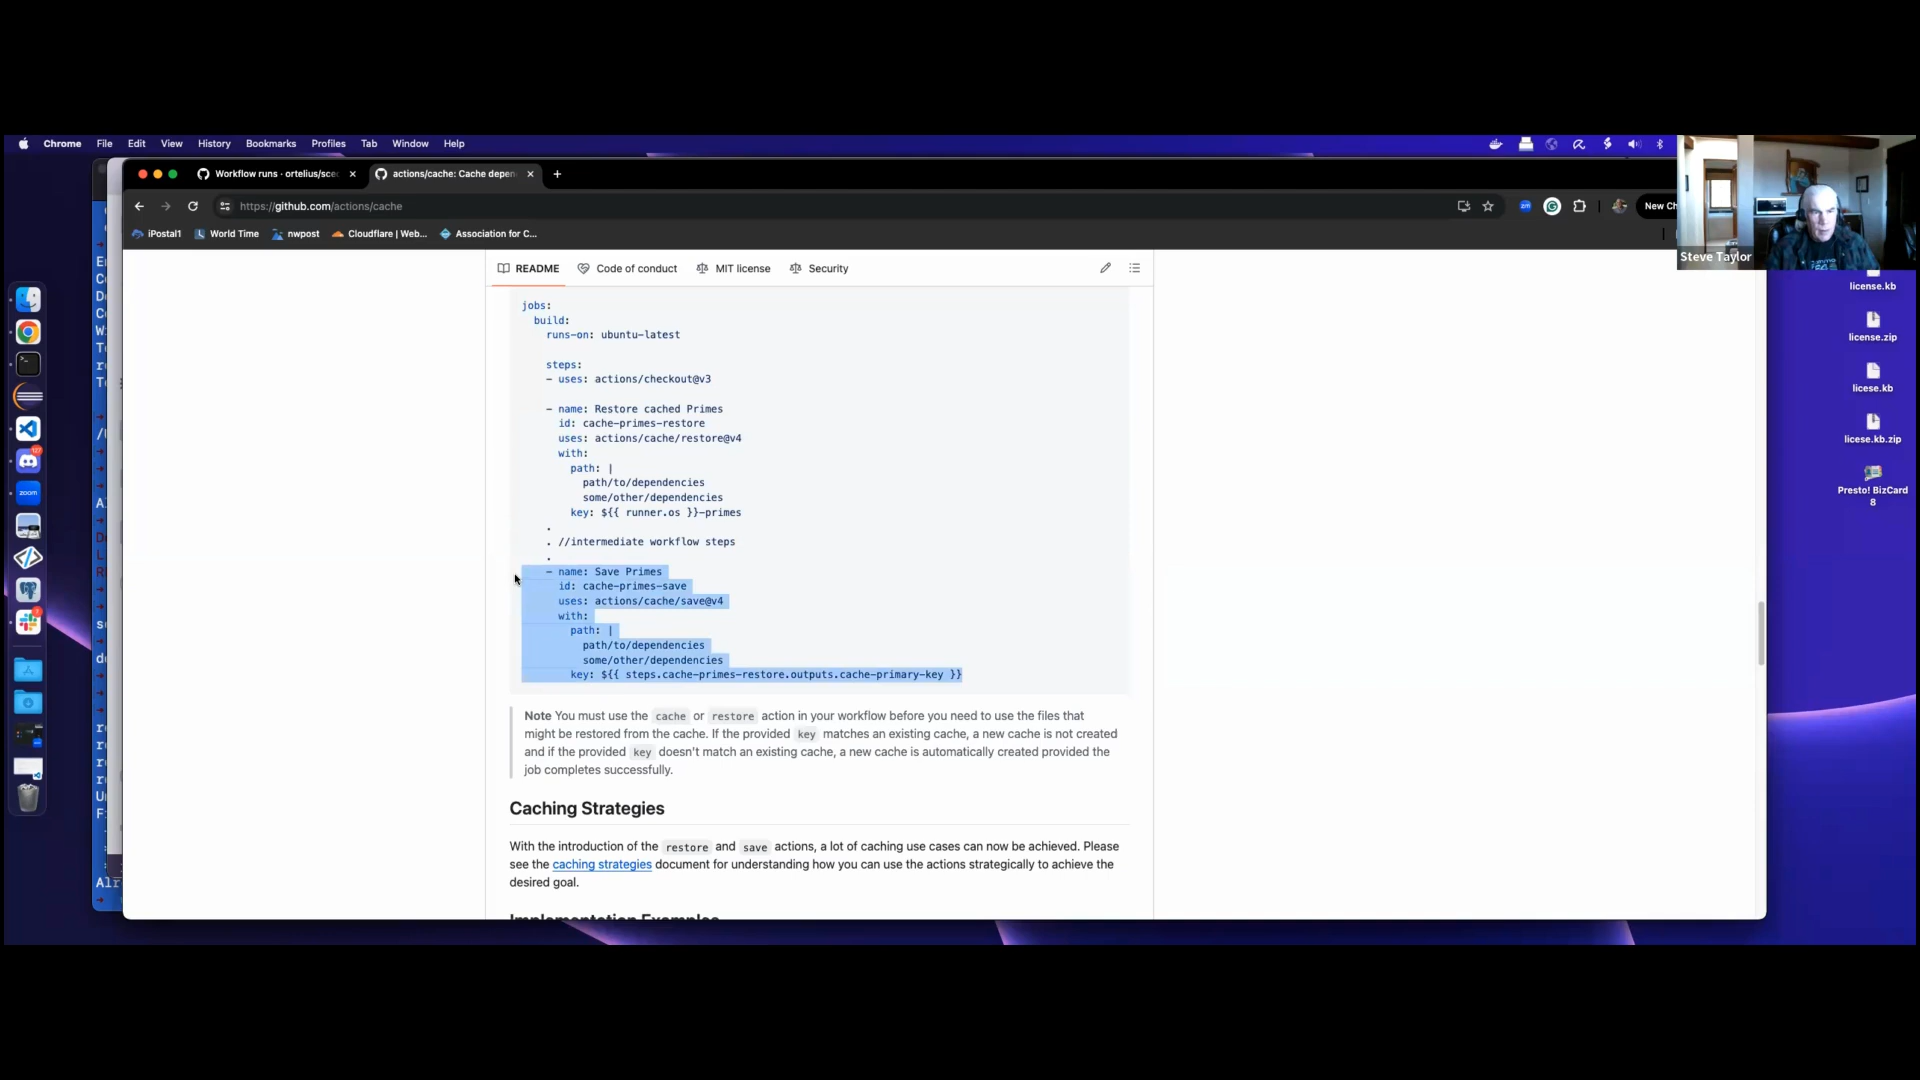 Chrome File Edit View History Bookmarks Profiles Tab Window Help
Workflow runs · ortelius/sce
actions/cache: Cache depen
https://github.com/actions/cache
New Ch
iPostal1 World Time nwpost Cloudflare | Web... Association for C...
Steve Taylor
README Code of conduct MIT license Security
jobs:
build:
runs-on: ubuntu-latest
steps:
- uses: actions/checkout@v3
- name: Restore cached Primes
id: cache-primes-restore
uses: actions/cache/restore@v4
with:
path: |
path/to/dependencies
some/other/dependencies
key: ${{ runner.os }}-primes
.
. //intermediate workflow steps
.
- name: Save Primes
id: cache-primes-save
uses: actions/cache/save@v4
with:
path: |
path/to/dependencies
some/other/dependencies
key: ${{ steps.cache-primes-restore.outputs.cache-primary-key }}
Note You must use the cache or restore action in your workflow before you need to use the files that
might be restored from the cache. If the provided key matches an existing cache, a new cache is not created
and if the provided key doesn't match an existing cache, a new cache is automatically created provided the
job completes successfully.
Caching Strategies
With the introduction of the restore and save actions, a lot of caching use cases can now be achieved. Please
see the caching strategies document for understanding how you can use the actions strategically to achieve the
desired goal.
Implementation Examples
license.kb
license.zip
licese.kb
licese.kb.zip
Presto! BizCard
8
zoom